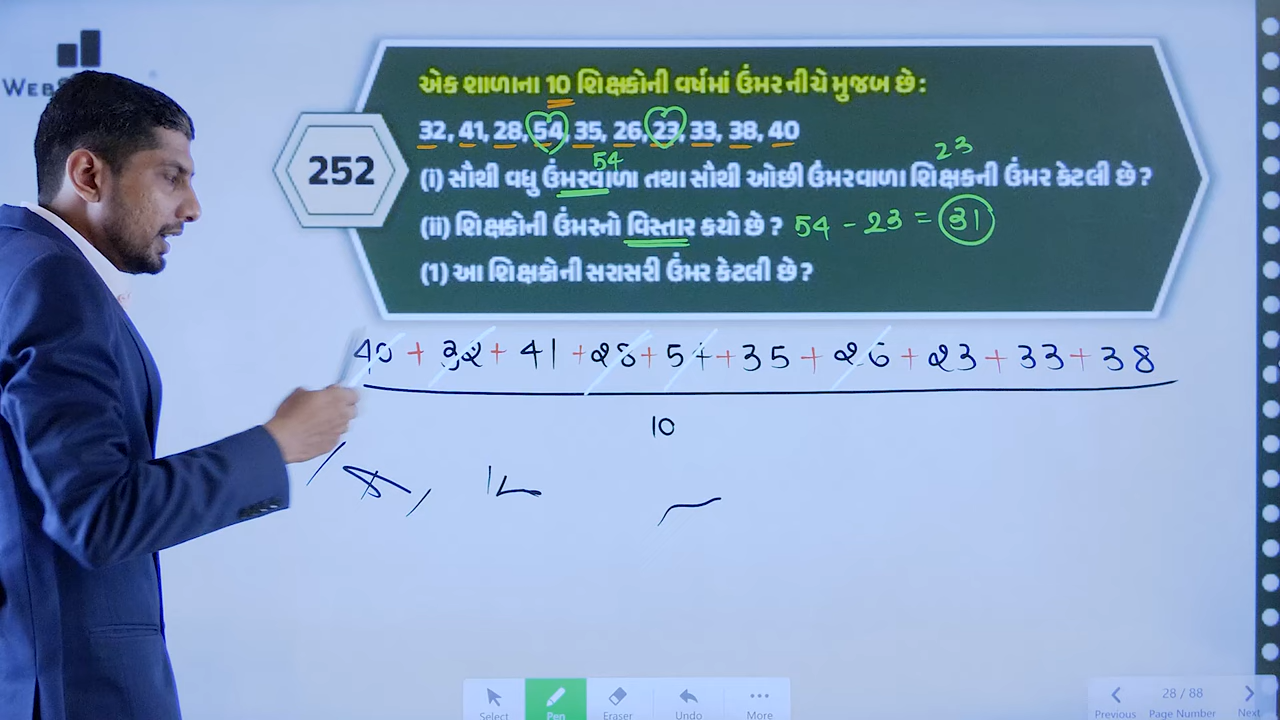 WEBS
એક શાળાના 10 શિક્ષકોની વર્ષમાં ઉંમર નીચે મુજબ છે :
32, 41, 28, 54, 35, 26, 23, 33, 38, 40
54 23
252
(i) સૌથી વધુ ઉંમરવાળા તથા સૌથી ઓછી ઉંમરવાળા શિક્ષકની ઉંમર કેટલી છે ?
(ii) શિક્ષકોની ઉંમરનો વિસ્તાર કયો છે ? 54 - 23 = 31
(1) આ શિક્ષકોની સરાસરી ઉંમર કેટલી છે ?
40 + 32 + 41 + 28 + 54 + 35 + 26 + 23 + 33 + 38
10
Select Pen Eraser Undo More
28 / 88
Previous Page Number Next